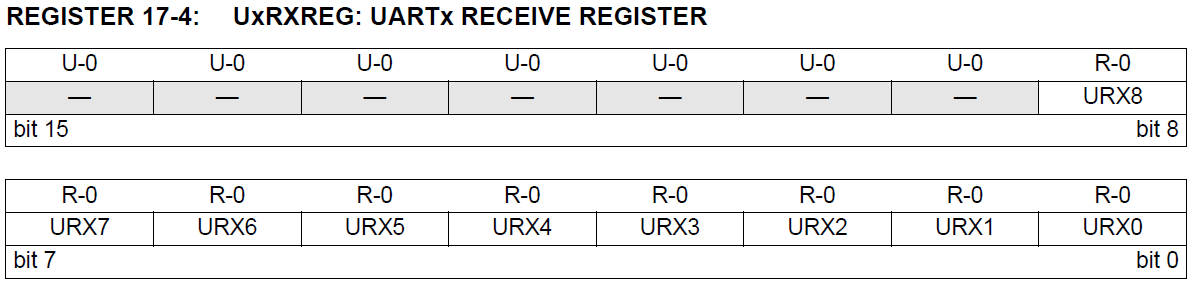 REGISTER 17-4: UxRXREG: UARTx RECEIVE REGISTER
U-0 U-0 U-0 U-0 U-0 U-0 U-0 R-0
— — — — — — — URX8
bit 15 bit 8
R-0 R-0 R-0 R-0 R-0 R-0 R-0 R-0
URX7 URX6 URX5 URX4 URX3 URX2 URX1 URX0
bit 7 bit 0